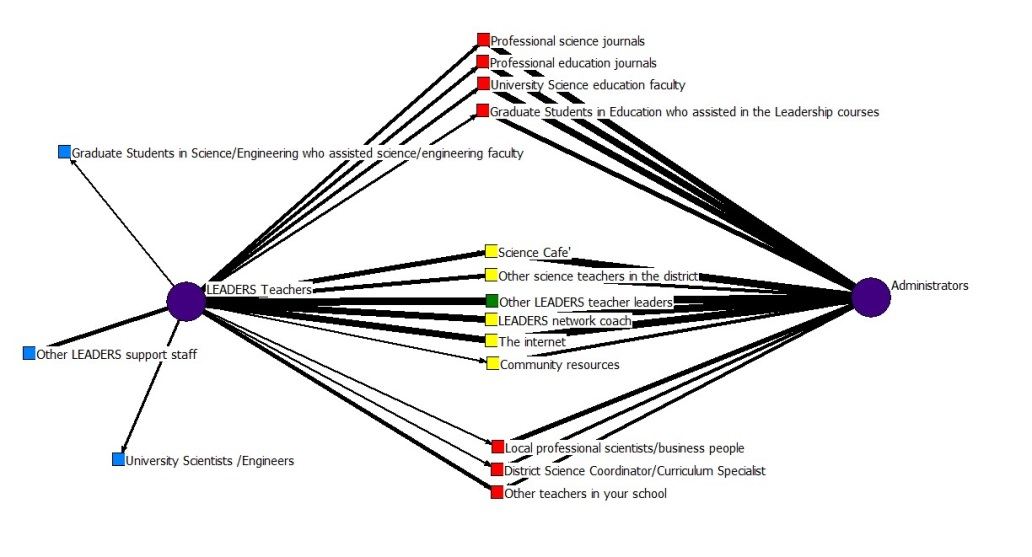 Professional science journals
Professional education journals
University Science education faculty
Graduate Students in Education who assisted in the Leadership courses
Graduate Students in Science/Engineering who assisted science/engineering faculty
Science Cafe'
Other science teachers in the district
LEADERS Teachers
Administrators
Other LEADERS teacher leaders
LEADERS network coach
The internet
Other LEADERS support staff
Community resources
Local professional scientists/business people
University Scientists /Engineers
District Science Coordinator/Curriculum Specialist
Other teachers in your school